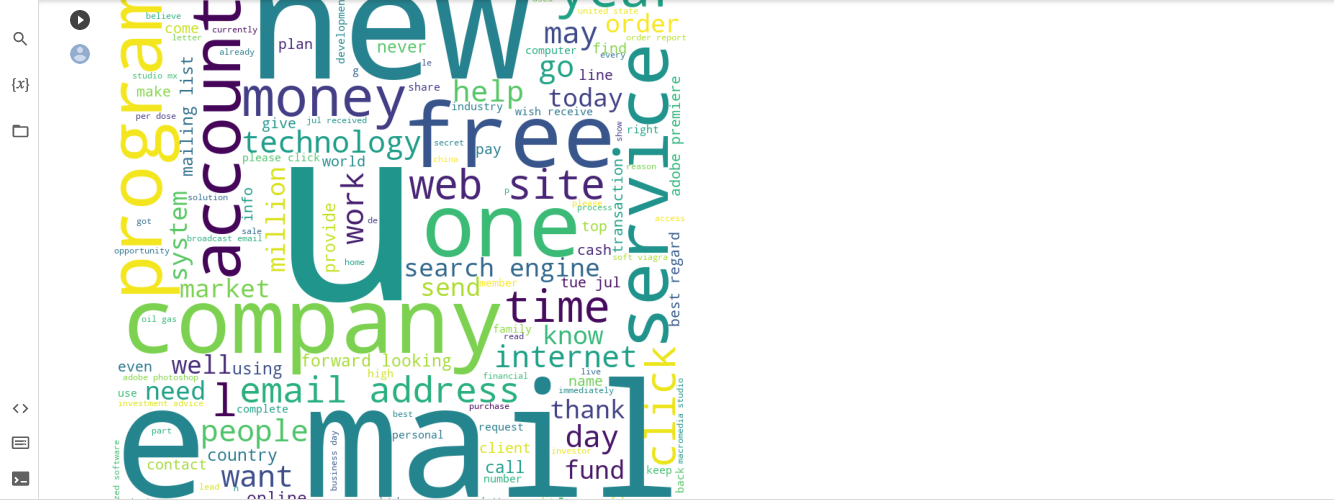 {x}
program
account
new
year
united state
believe
come
currently
letter
already
plan
development
never
may
order
order report
computer
find
every
le
g
go
line
studio mx
make
mailing list
money
share
help
industry
today
wish receive
per dose
give
jul received
free
service
adobe premiere
technology
secret
pay
china
show
right
please click
world
web site
reason
solution
info
million
u
work
p
please
process
transaction
system
got
provide
de
one
top
access
sale
broadcast email
opportunity
home
cash
soft viagra
search engine
best regard
market
send
member
tue jul
company
time
oil gas
family
read
know
forward looking
internet
even
well
using
high
financial
live
name
click
adobe photoshop
use
need
l
email address
immediately
investment advice
complete
best
purchase
thank
macromedia studio
e mail
part
people
business day
personal
request
day
client
investor
country
contact
want
call
number
fund
keep
back
lead
online